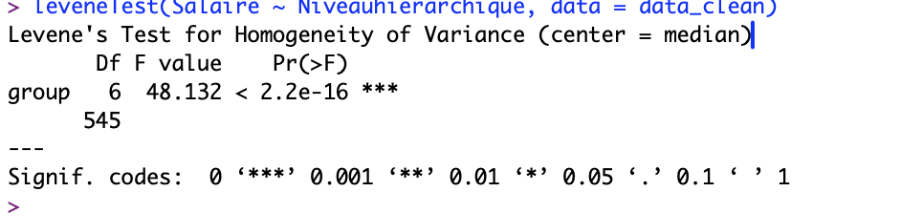 > leveneTest(Salaire ~ Niveauhierarchique, data = data_clean)
Levene's Test for Homogeneity of Variance (center = median)
       Df F value    Pr(>F)
group   6  48.132 < 2.2e-16 ***
      545
---
Signif. codes:  0 ‘***’ 0.001 ‘**’ 0.01 ‘*’ 0.05 ‘.’ 0.1 ‘ ’ 1
>